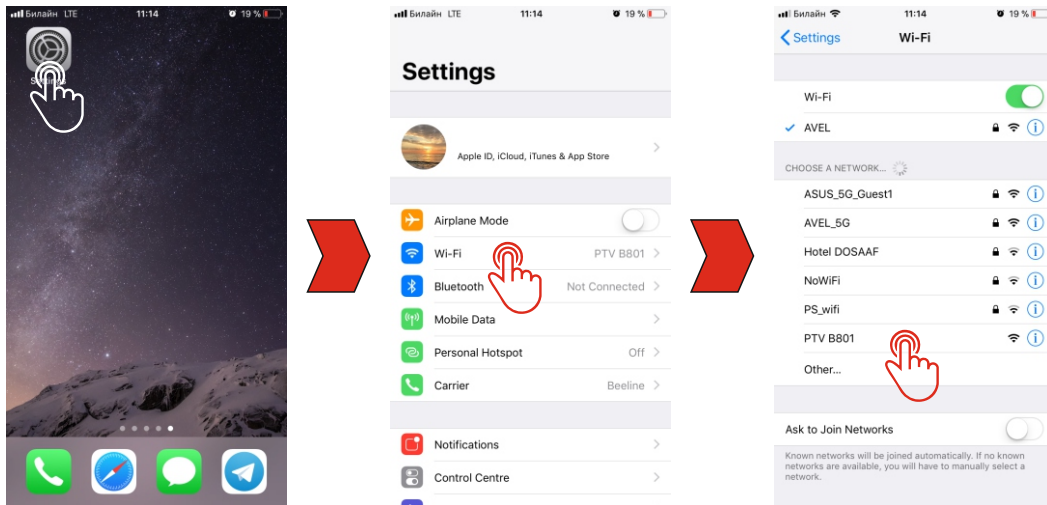 Билайн LTE 11:14 19 %
Settings
Билайн LTE 11:14 19 %
Settings
Apple ID, iCloud, iTunes & App Store
Airplane Mode
Wi-Fi PTV B801
Bluetooth Not Connected
Mobile Data
Personal Hotspot Off
Carrier Beeline
Notifications
Control Centre
Билайн 11:14 19 %
Settings Wi-Fi
Wi-Fi
AVEL
CHOOSE A NETWORK...
ASUS_5G_Guest1
AVEL_5G
Hotel DOSAAF
NoWiFi
PS_wifi
PTV B801
Other...
Ask to Join Networks
Known networks will be joined automatically. If no known
networks are available, you will have to manually select a
network.